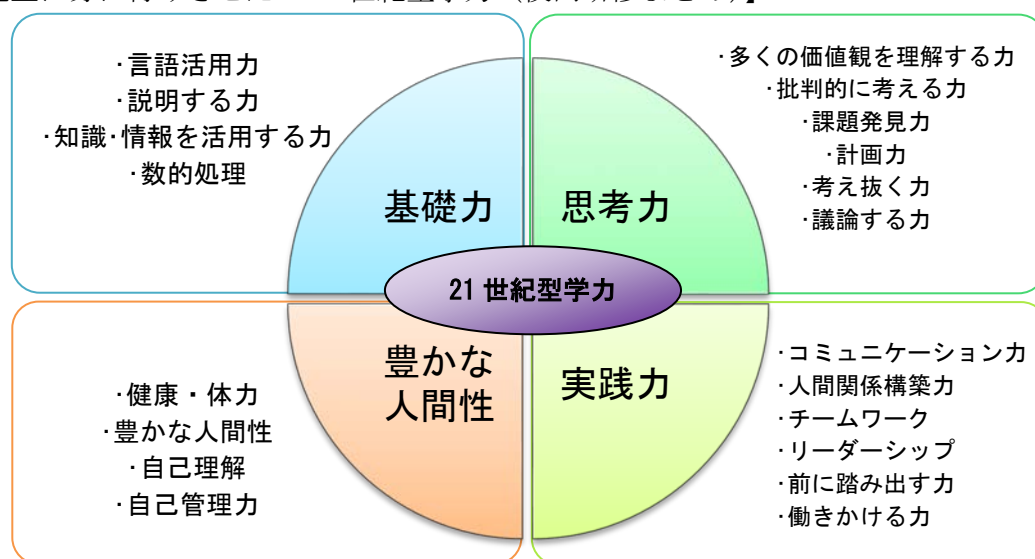 ・言語活用力
・説明する力
・知識・情報を活用する力
・数的処理
・多くの価値観を理解する力
・批判的に考える力
・課題発見力
・計画力
・考え抜く力
・議論する力
基礎力
思考力
21 世紀型学力
豊かな
人間性
実践力
・健康・体力
・豊かな人間性
・自己理解
・自己管理力
・コミュニケーション力
・人間関係構築力
・チームワーク
・リーダーシップ
・前に踏み出す力
・働きかける力